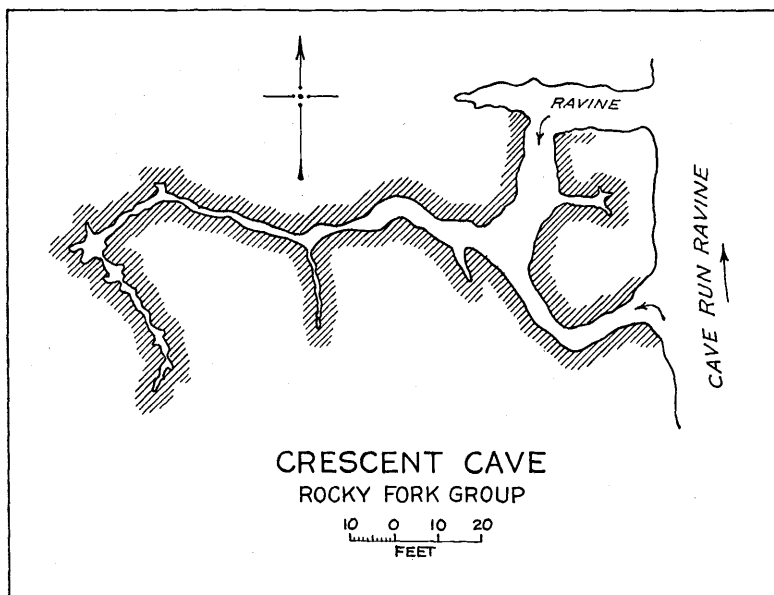 RAVINE
CAVE RUN RAVINE
CRESCENT CAVE
ROCKY FORK GROUP
10 0 10 20
FEET